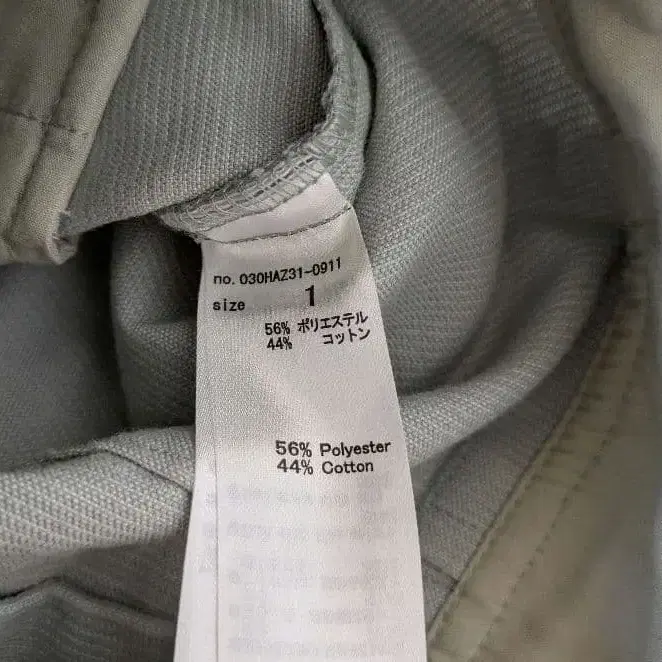 no. 030HAZ31-0911
size 1
56% ポリエステル
44% コットン
56% Polyester
44% Cotton